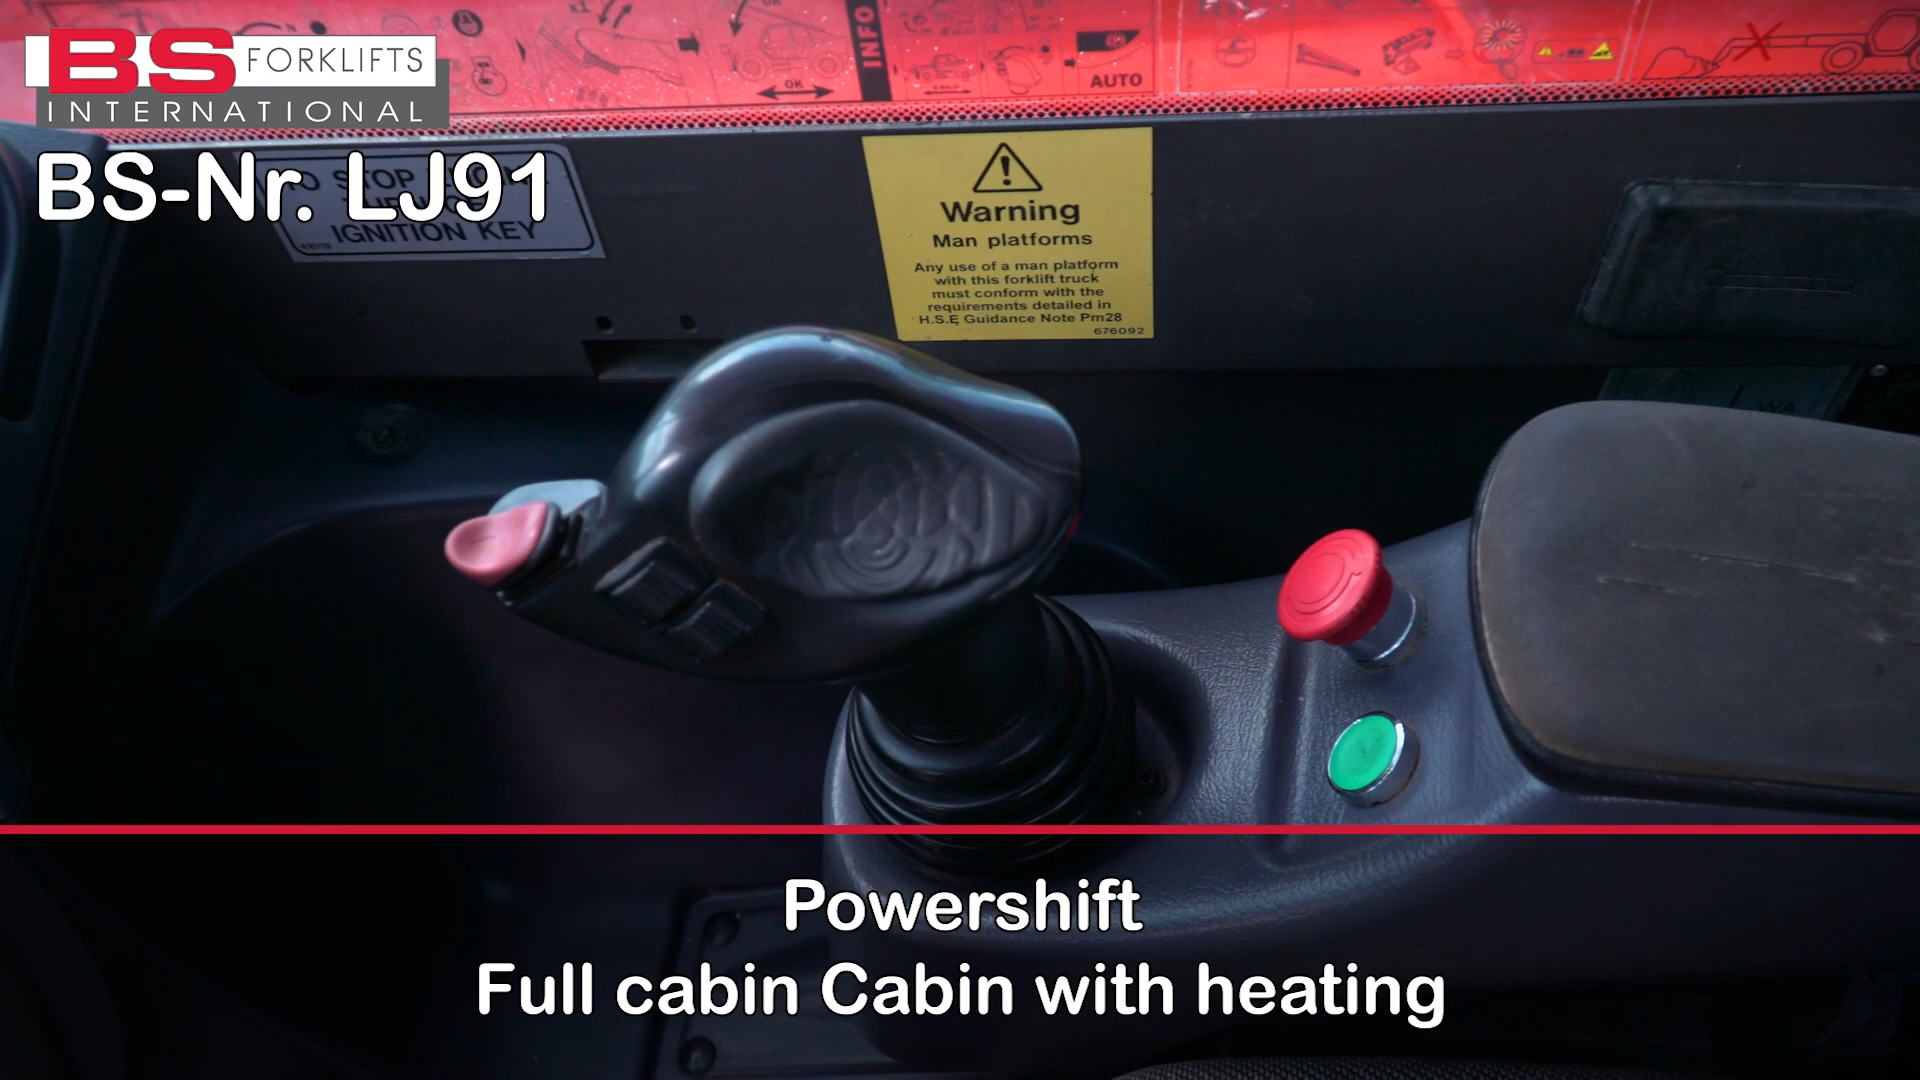 INFO
OK
OK
AUTO
BS FORKLIFTS
INTERNATIONAL
BS-Nr. LJ91
STOP
IGNITION KEY
Warning
Man platforms
Any use of a man platform
with this forklift truck
must conform with the
requirements detailed in
H.S.E Guidance Note Pm28
676092
Powershift
Full cabin Cabin with heating